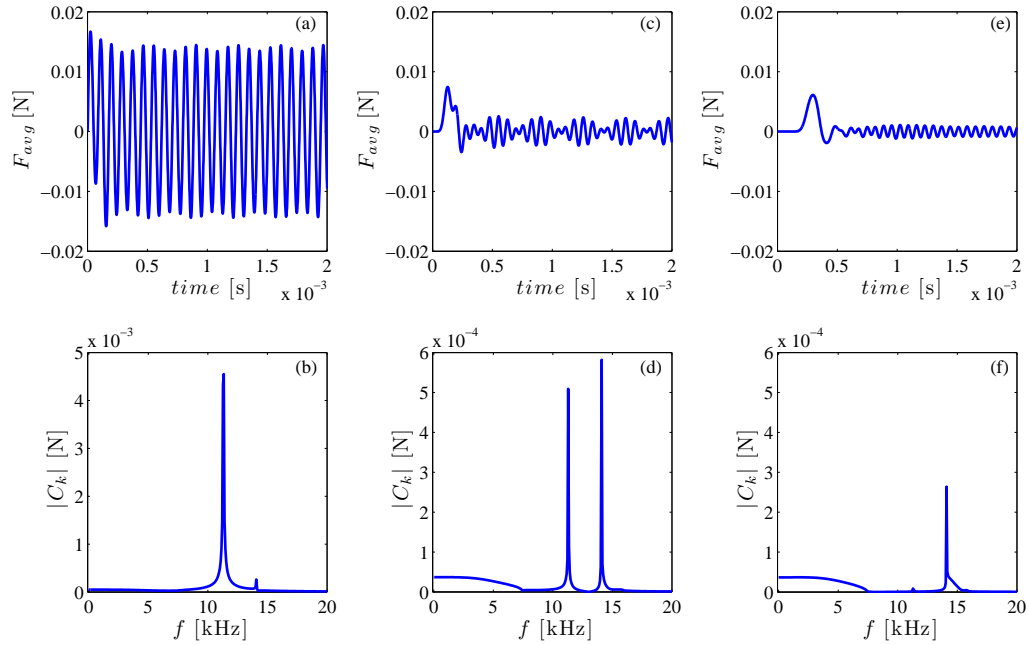 (a)
0.02
0.01
0
−0.01
−0.02
F_avg [N]
0 0.5 1 1.5 2
time [s] x 10⁻³
(c)
0.02
0.01
0
−0.01
−0.02
F_avg [N]
0 0.5 1 1.5 2
time [s] x 10⁻³
(e)
0.02
0.01
0
−0.01
−0.02
F_avg [N]
0 0.5 1 1.5 2
time [s] x 10⁻³
x 10⁻³
(b)
5
4
3
2
1
0
|C_k| [N]
0 5 10 15 20
f [kHz]
x 10⁻⁴
(d)
6
5
4
3
2
1
0
|C_k| [N]
0 5 10 15 20
f [kHz]
x 10⁻⁴
(f)
6
5
4
3
2
1
0
|C_k| [N]
0 5 10 15 20
f [kHz]